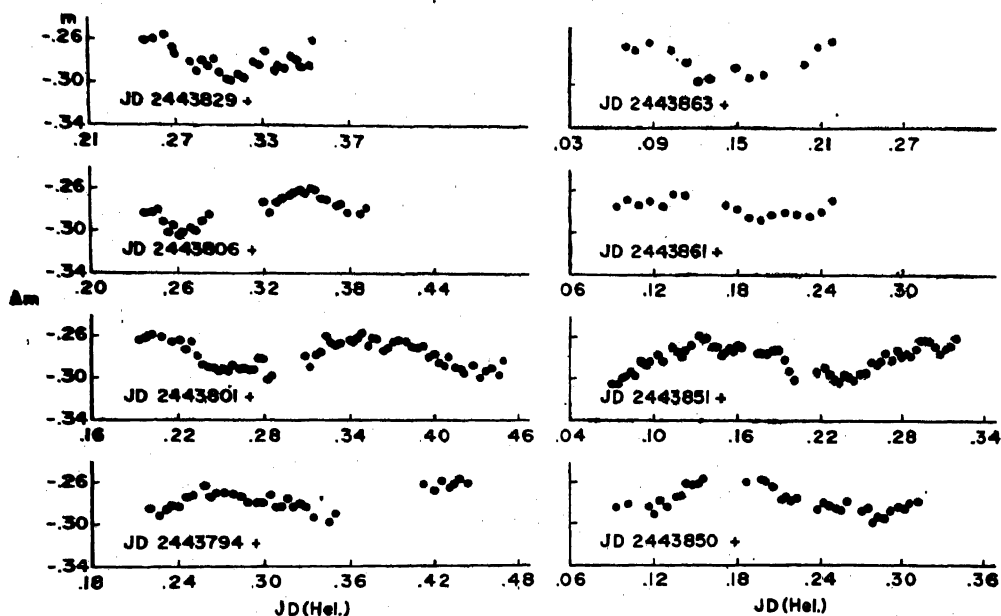 m
-.26
-.30
-.34
JD 2443829 +
.21 .27 .33 .37
JD 2443863 +
.03 .09 .15 .21 .27
-.26
-.30
-.34
JD 2443806 +
.20 .26 .32 .38 .44
JD 2443861 +
.06 .12 .18 .24 .30
Δm
-.26
-.30
-.34
JD 2443801 +
.16 .22 .28 .34 .40 46
JD 2443851 +
.04 .10 .16 .22 .28 .34
-.26
-.30
-.34
JD 2443794 +
.18 .24 .30 .36 .42 .48
JD (Hel.)
JD 2443850 +
.06 .12 .18 .24 .30 .36
JD (Hel.)